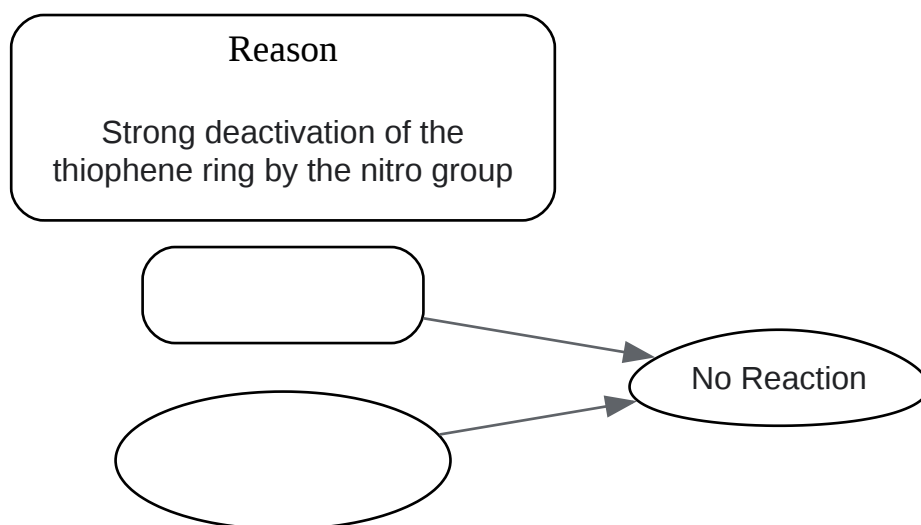 Reason
Strong deactivation of the
thiophene ring by the nitro group
No Reaction